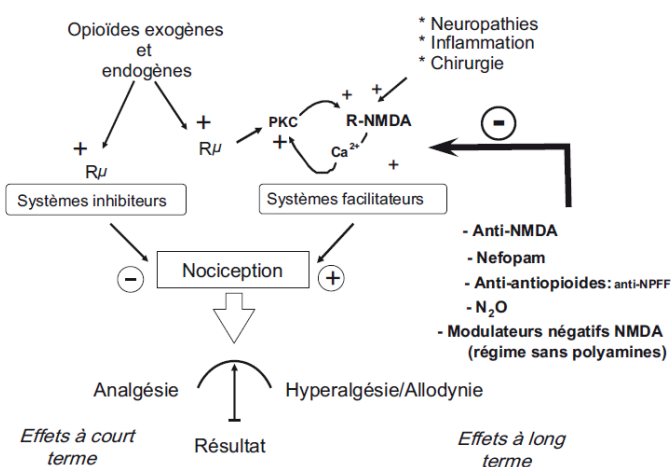 Opioïdes exogènes
et
endogènes
* Neuropathies
* Inflammation
* Chirurgie
+
+
+
+
+
PKC
R-NMDA
Rµ
Rµ
+
Ca²⁺
+
-
Systèmes inhibiteurs
Systèmes facilitateurs
- Anti-NMDA
- Nefopam
- Anti-antiopioides: anti-NPFF
- N₂O
- Modulateurs négatifs NMDA
(régime sans polyamines)
-
Nociception
+
Analgésie
Hyperalgésie/Allodynie
Effets à court
terme
Résultat
Effets à long
terme